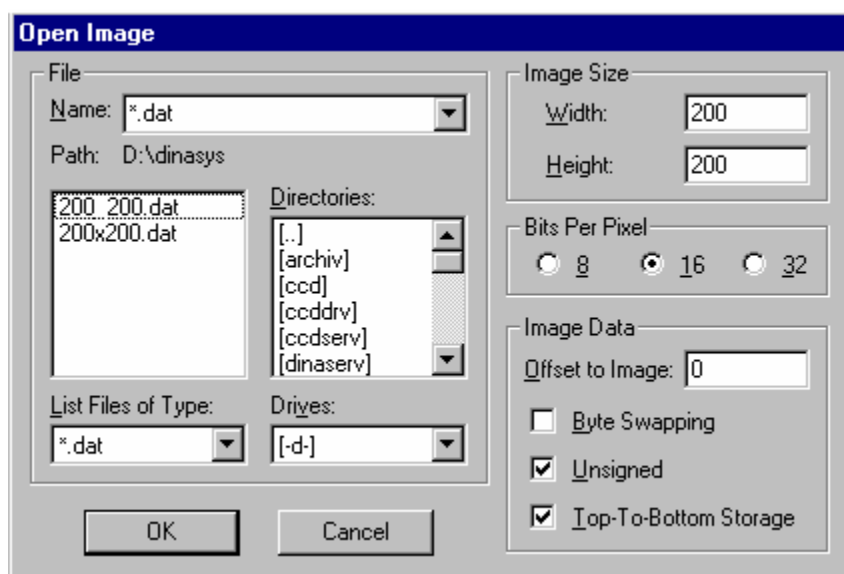 Open Image
File
Name: *.dat
Path: D:\dinasys
200_200.dat
200x200.dat
Directories:
[..]
[archiv]
[ccd]
[ccddrv]
[ccdserv]
[dinaserv]
List Files of Type:
*.dat
Drives:
[-d-]
OK
Cancel
Image Size
Width: 200
Height: 200
Bits Per Pixel
8 16 32
Image Data
Offset to Image: 0
Byte Swapping
Unsigned
Top-To-Bottom Storage